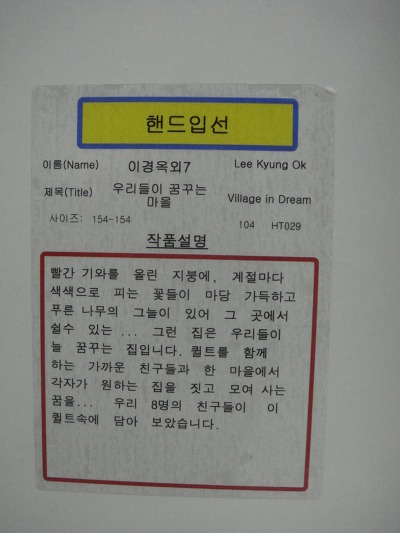 핸드입선
이름(Name) 이경옥외7 Lee Kyung Ok
제목(Title) 우리들이 꿈꾸는 마을 Village in Dream
사이즈: 154-154 104 HT029
작품설명
빨간 기와를 올린 지붕에, 계절마다
색색으로 피는 꽃들이 마당 가득하고
푸른 나무의 그늘이 있어 그 곳에서
쉴수 있는 ... 그런 집은 우리들이
늘 꿈꾸는 집입니다. 퀼트를 함께
하는 가까운 친구들과 한 마을에서
각자가 원하는 집을 짓고 모여 사는
꿈을... 우리 8명의 친구들이 이
퀼트속에 담아 보았습니다.